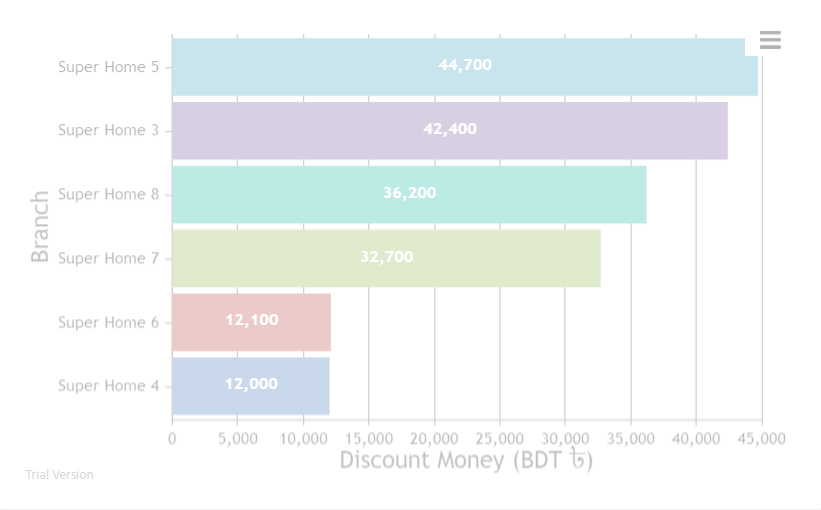 Super Home 5 44,700
Super Home 3 42,400
Super Home 8 36,200
Super Home 7 32,700
Super Home 6 12,100
Super Home 4 12,000
Branch
0 5,000 10,000 15,000 20,000 25,000 30,000 35,000 40,000 45,000
Discount Money (BDT ৳)
Trial Version